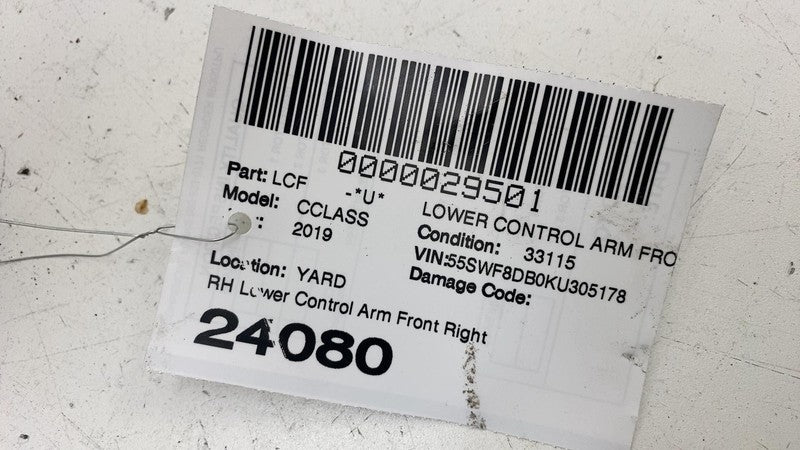 0000029501
Part: LCF -*U*
LOWER CONTROL ARM FRO
Model: CCLASS
Condition: 33115
: 2019
VIN:55SWF8DB0KU305178
Location: YARD
Damage Code:
RH Lower Control Arm Front Right
24080